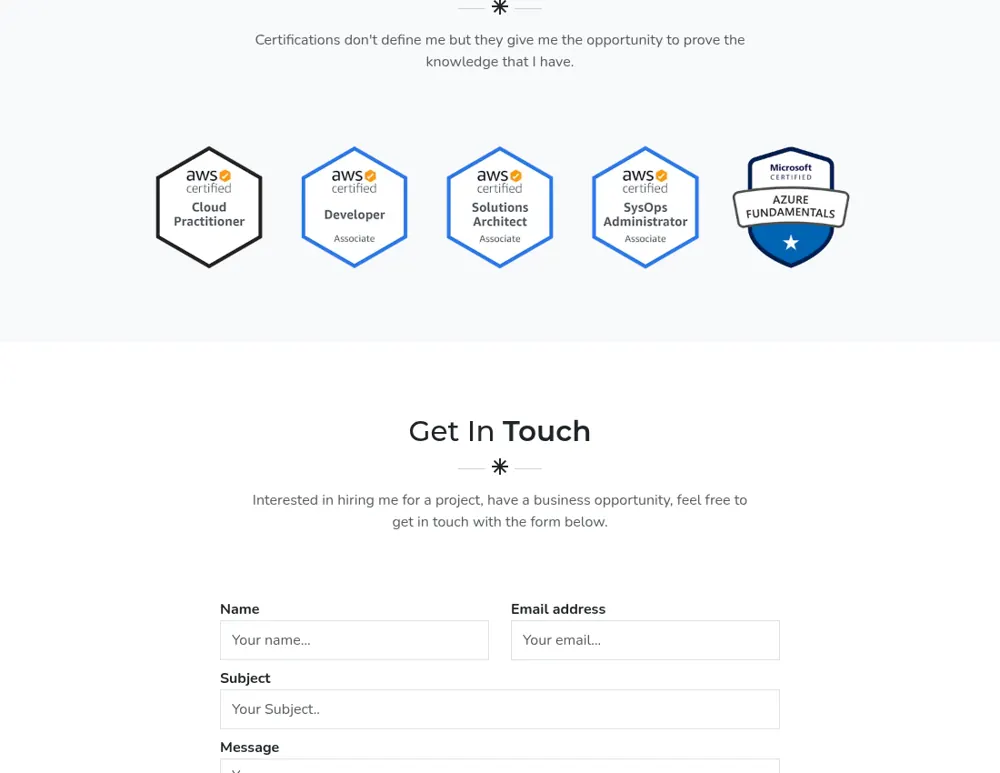 Certifications don't define me but they give me the opportunity to prove the
knowledge that I have.
aws
certified
Cloud
Practitioner
aws
certified
Developer
Associate
aws
certified
Solutions
Architect
Associate
aws
certified
SysOps
Administrator
Associate
Microsoft
CERTIFIED
AZURE
FUNDAMENTALS
Get In Touch
Interested in hiring me for a project, have a business opportunity, feel free to
get in touch with the form below.
Name
Email address
Your name...
Your email...
Subject
Your Subject..
Message